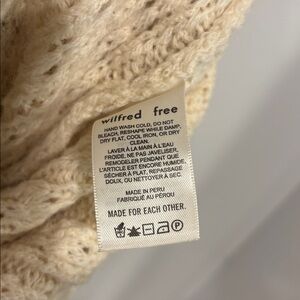 wilfred free
HAND WASH COLD, DO NOT
BLEACH, RESHAPE WHILE DAMP,
DRY FLAT, COOL IRON, OR DRY
CLEAN.
LAVER À LA MAIN À L'EAU
FROIDE, NE PAS JAVELISER,
REMODELER PENDANT QUE
L'ARTICLE EST ENCORE HUMIDE,
SÉCHER À PLAT, REPASSAGE
DOUX, OU NETTOYER À SEC.
MADE IN PERU
FABRIQUÉ AU PÉROU
MADE FOR EACH OTHER.